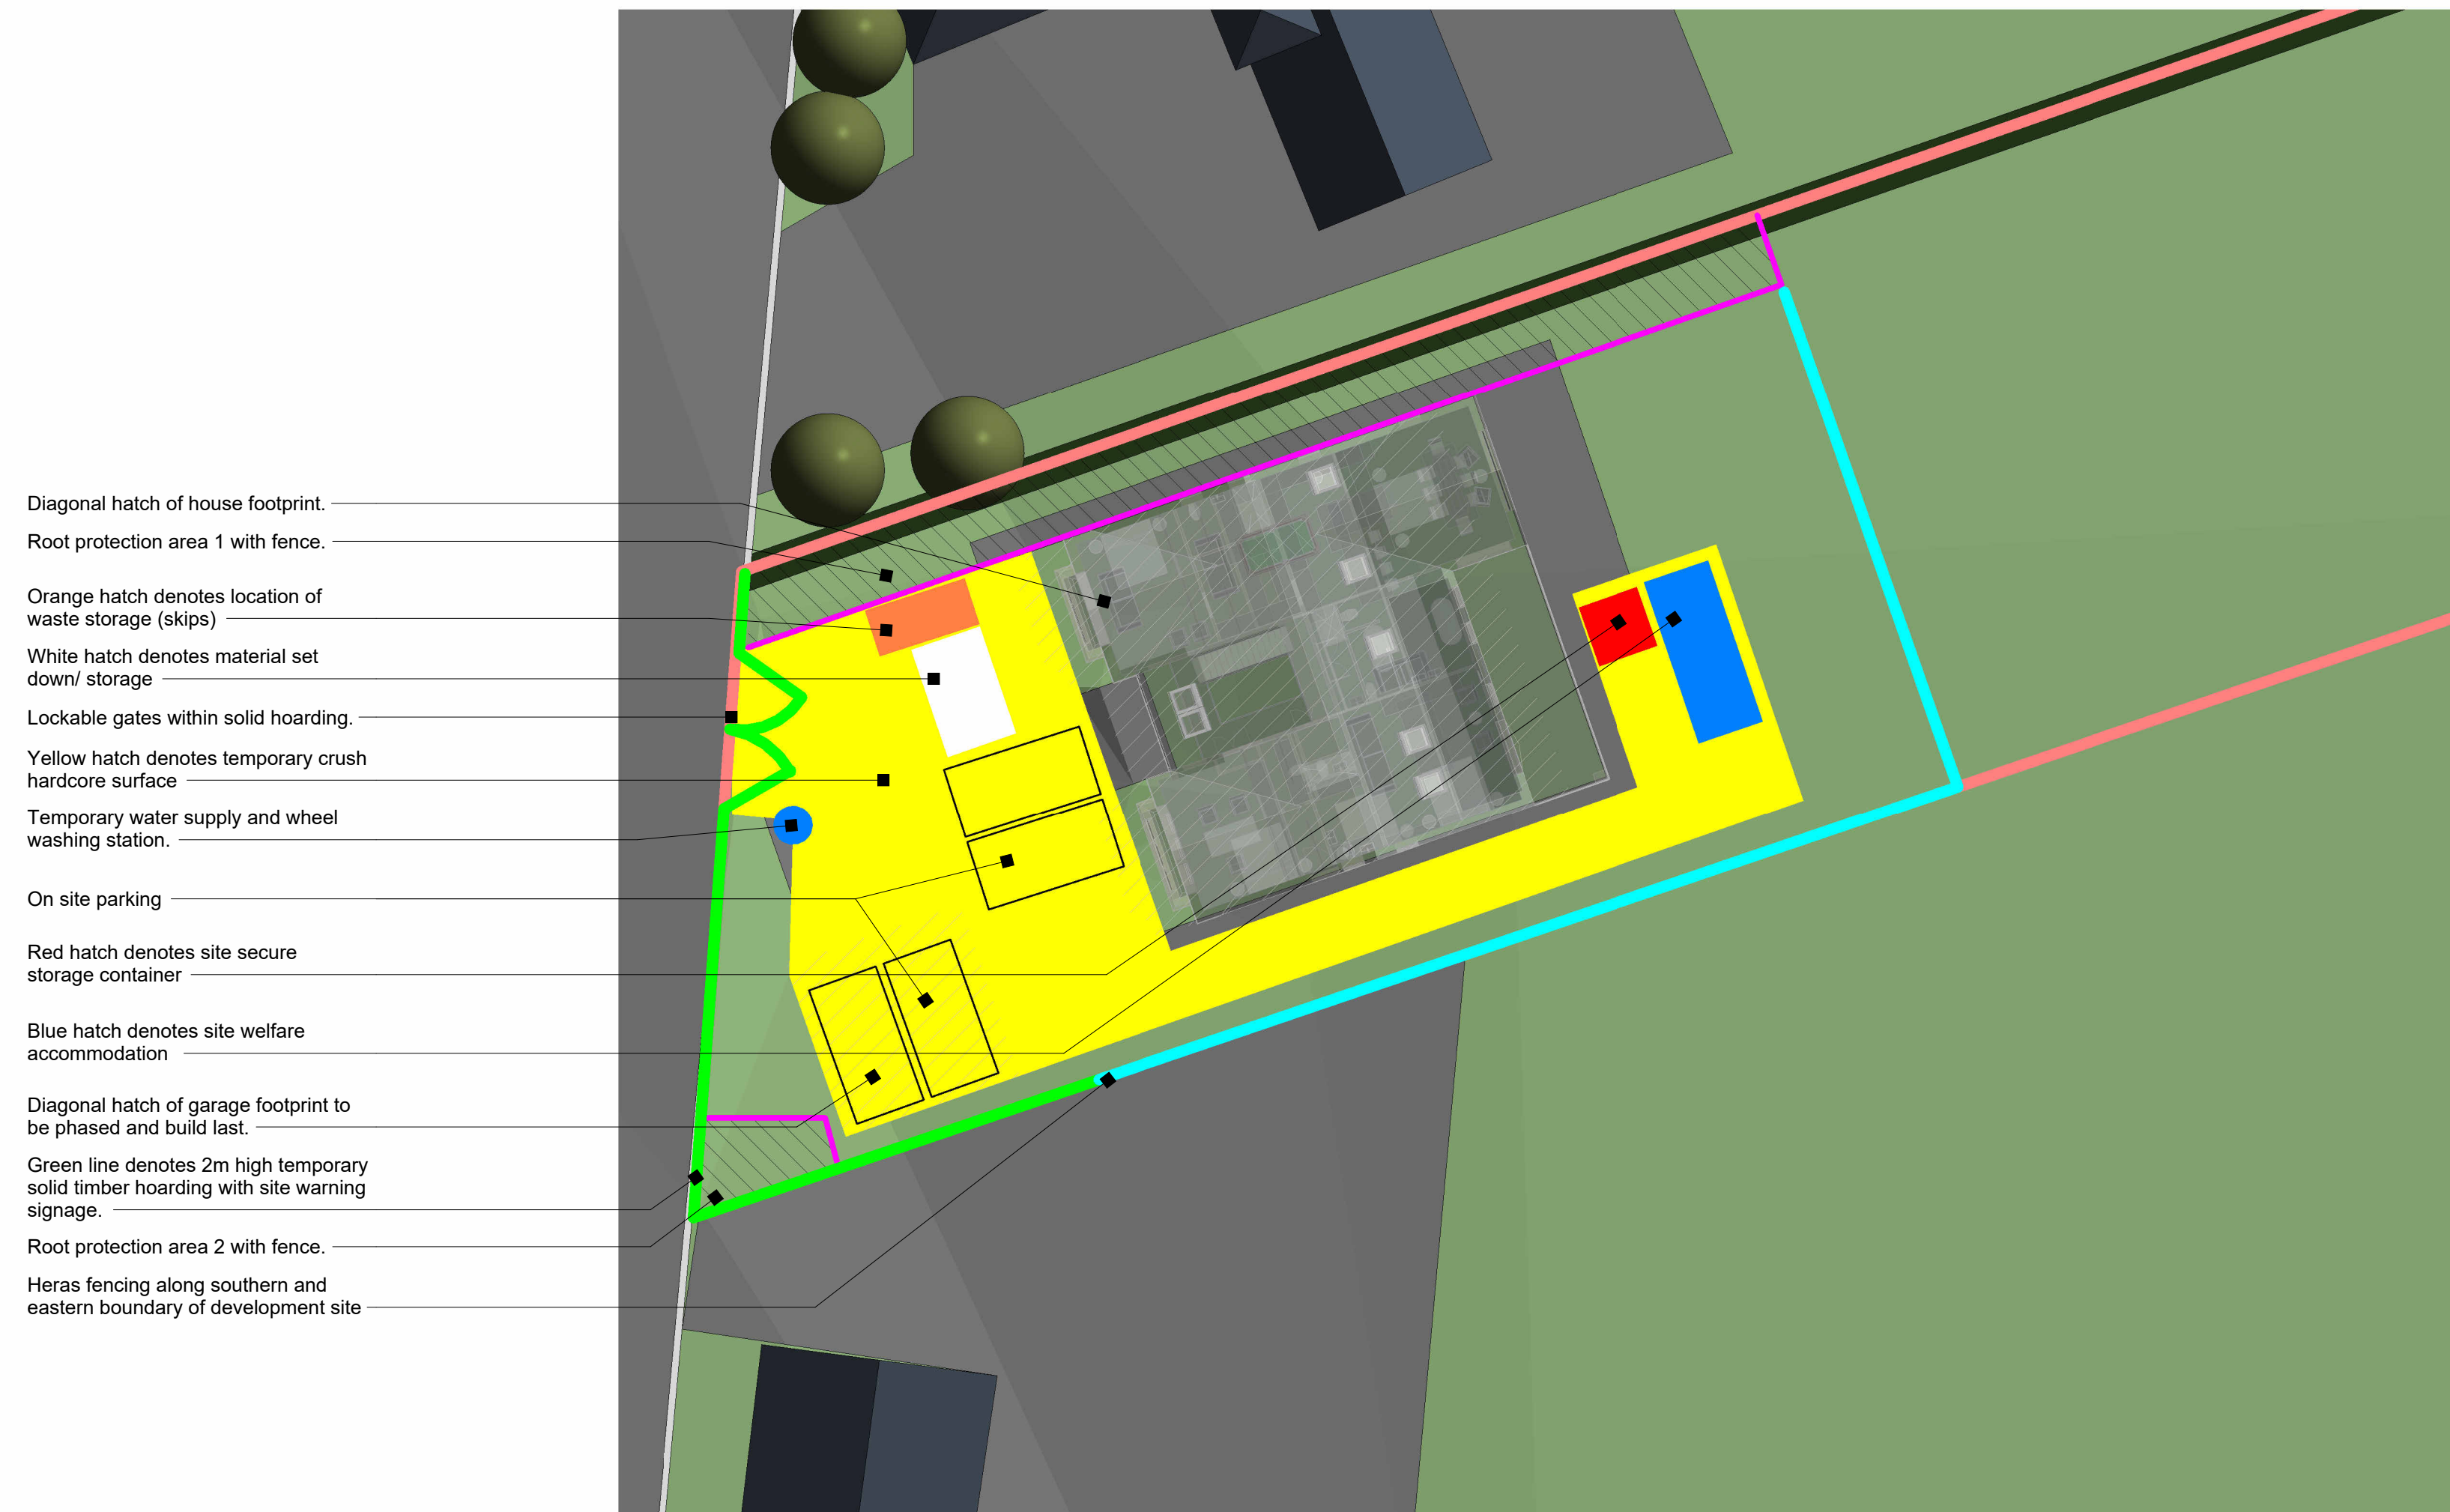 Diagonal hatch of house footprint.
Root protection area 1 with fence.
Orange hatch denotes location of
waste storage (skips)
White hatch denotes material set
down/ storage
Lockable gates within solid hoarding.
Yellow hatch denotes temporary crush
hardcore surface
Temporary water supply and wheel
washing station.
On site parking
Red hatch denotes site secure
storage container
Blue hatch denotes site welfare
accommodation
Diagonal hatch of garage footprint to
be phased and build last.
Green line denotes 2m high temporary
solid timber hoarding with site warning
signage.
Root protection area 2 with fence.
Heras fencing along southern and
eastern boundary of development site